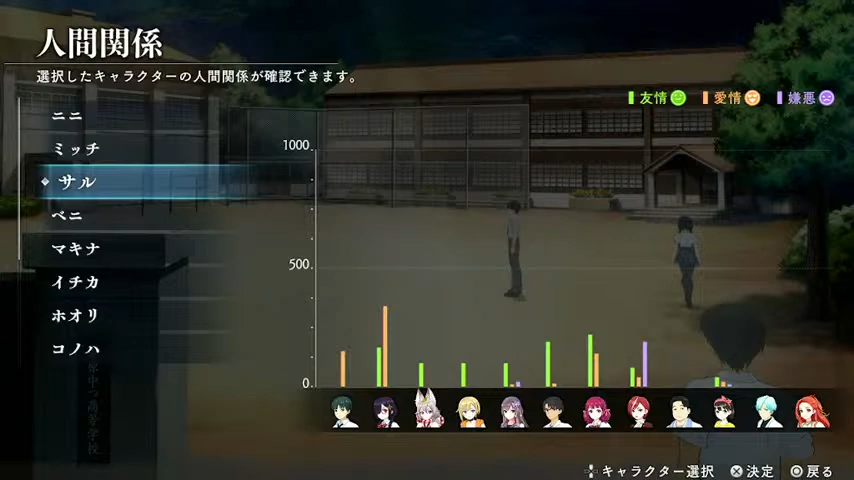 人間関係
選択したキャラクターの人間関係が確認できます。
友情 愛情 嫌悪
ニニ
ミッチ
サル
ベニ
マキナ
イチカ
ホオリ
コノハ
1000
500
0
キャラクター選択 決定 戻る